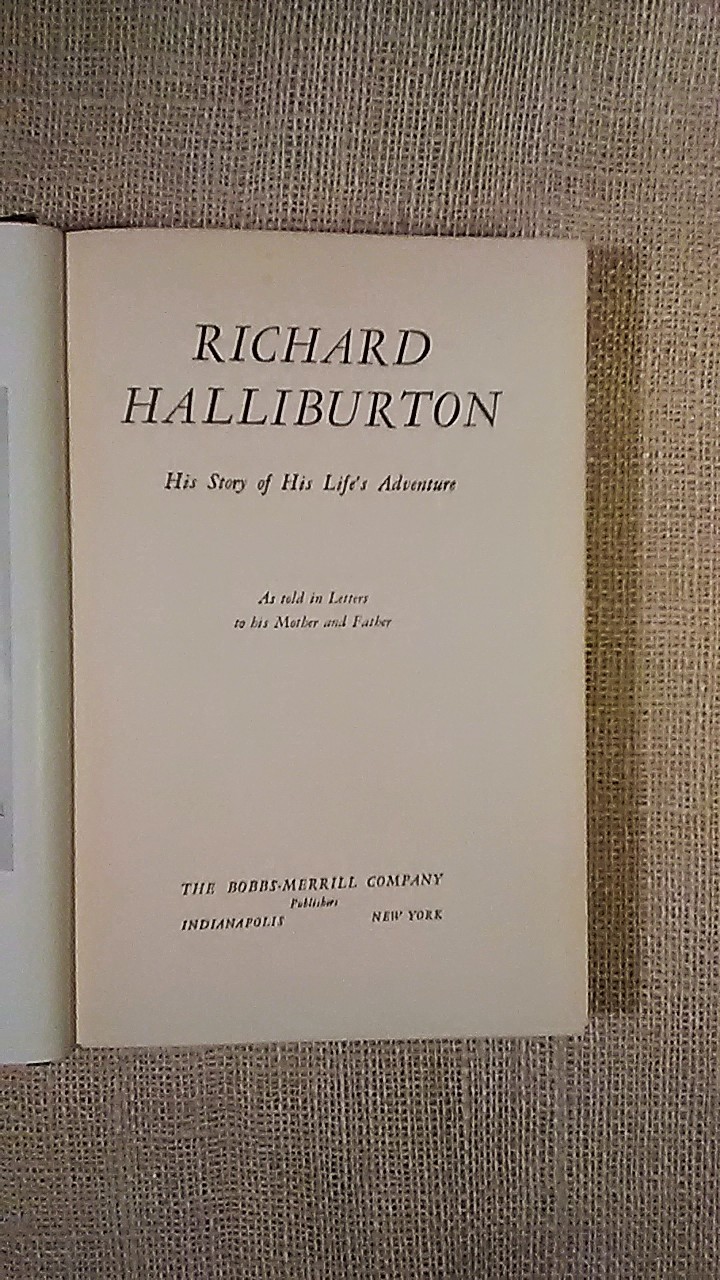 RICHARD
HALLIBURTON
His Story of His Life's Adventure
As told in Letters
to his Mother and Father
THE BOBBS-MERRILL COMPANY
Publishers
INDIANAPOLIS NEW YORK